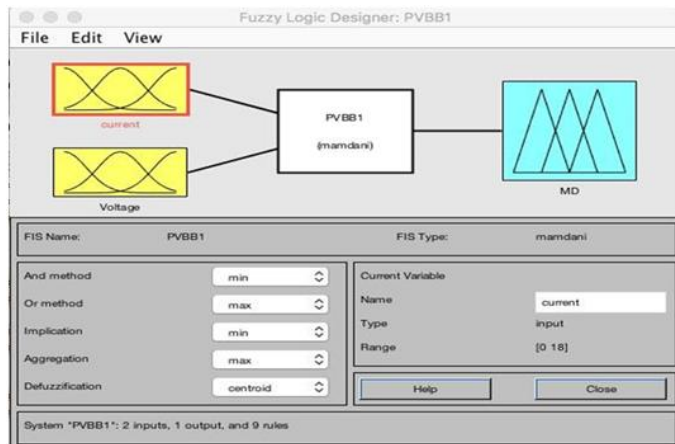 Fuzzy Logic Designer: PVBB1
File Edit View
current
Voltage
PVBB1
(mamdani)
MD
FIS Name: PVBB1 FIS Type: mamdani
And method min
Or method max
Implication min
Aggregation max
Defuzzification centroid
Current Variable
Name current
Type input
Range [0 18]
Help Close
System "PVBB1": 2 inputs, 1 output, and 9 rules